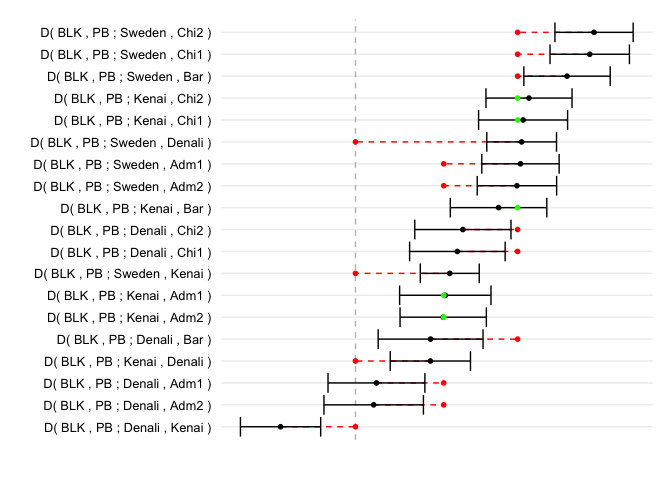 D( BLK , PB ; Sweden , Chi2 )
D( BLK , PB ; Sweden , Chi1 )
D( BLK , PB ; Sweden , Bar )
D( BLK , PB ; Kenai , Chi2 )
D( BLK , PB ; Kenai , Chi1 )
D( BLK , PB ; Sweden , Denali )
D( BLK , PB ; Sweden , Adm1 )
D( BLK , PB ; Sweden , Adm2 )
D( BLK , PB ; Kenai , Bar )
D( BLK , PB ; Denali , Chi2 )
D( BLK , PB ; Denali , Chi1 )
D( BLK , PB ; Sweden , Kenai )
D( BLK , PB ; Kenai , Adm1 )
D( BLK , PB ; Kenai , Adm2 )
D( BLK , PB ; Denali , Bar )
D( BLK , PB ; Kenai , Denali )
D( BLK , PB ; Denali , Adm1 )
D( BLK , PB ; Denali , Adm2 )
D( BLK , PB ; Denali , Kenai )